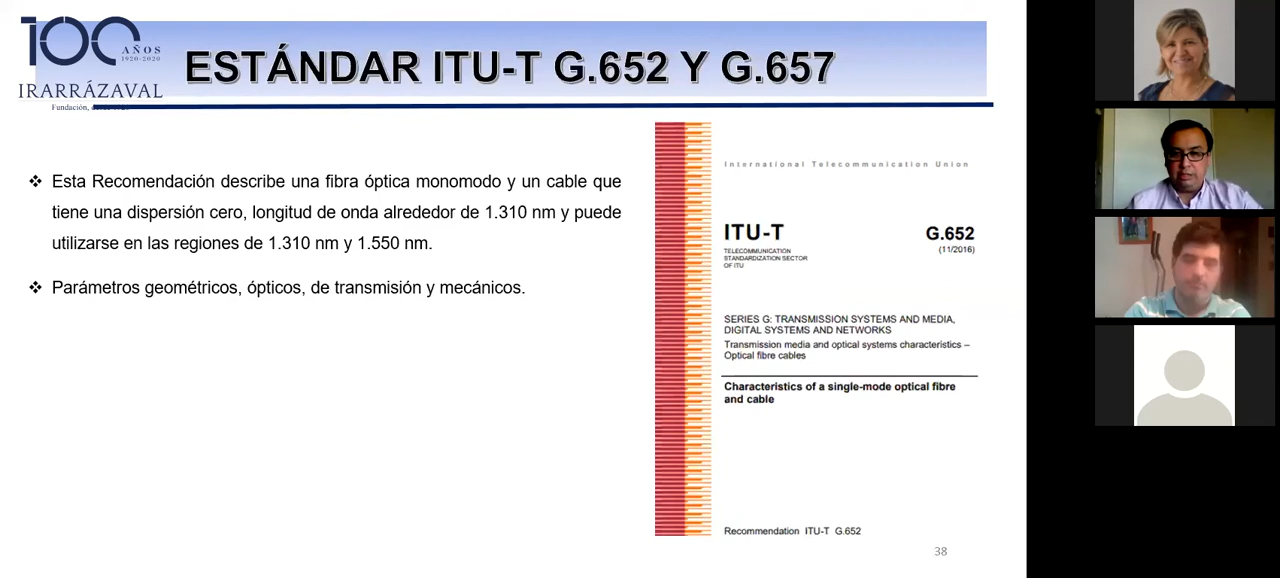 100
AÑOS
1920-2020
IRARRÁZAVAL
Fundación,
ESTÁNDAR ITU-T G.652 Y G.657
❖ Esta Recomendación describe una fibra óptica monomodo y un cable que
tiene una dispersión cero, longitud de onda alrededor de 1.310 nm y puede
utilizarse en las regiones de 1.310 nm y 1.550 nm.
❖ Parámetros geométricos, ópticos, de transmisión y mecánicos.
International Telecommunication Union
ITU-T
G.652
TELECOMMUNICATION
STANDARDIZATION SECTOR
OF ITU
(11/2016)
SERIES G: TRANSMISSION SYSTEMS AND MEDIA,
DIGITAL SYSTEMS AND NETWORKS
Transmission media and optical systems characteristics –
Optical fibre cables
Characteristics of a single-mode optical fibre
and cable
Recommendation ITU-T G.652
38